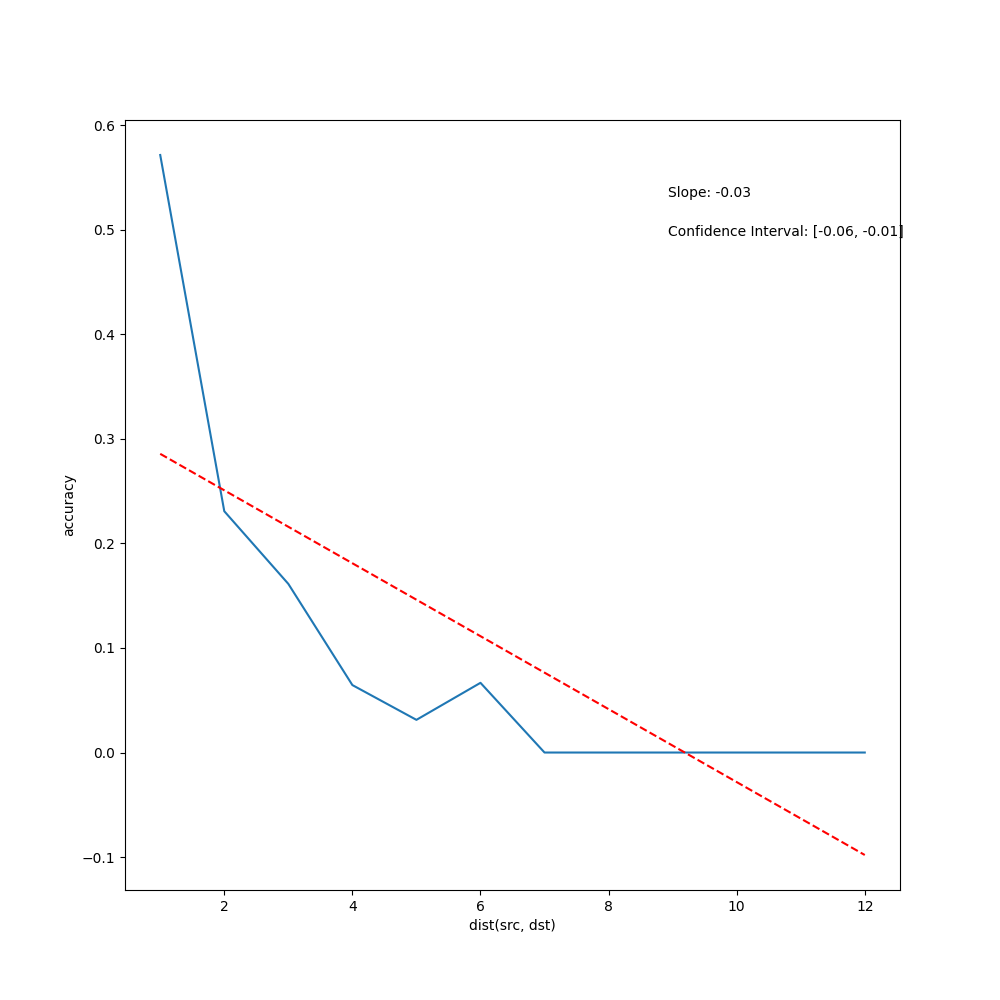 0.6
0.5
0.4
0.3
0.2
0.1
0.0
−0.1
accuracy
Slope: -0.03
Confidence Interval: [-0.06, -0.01]
2 4 6 8 10 12
dist(src, dst)